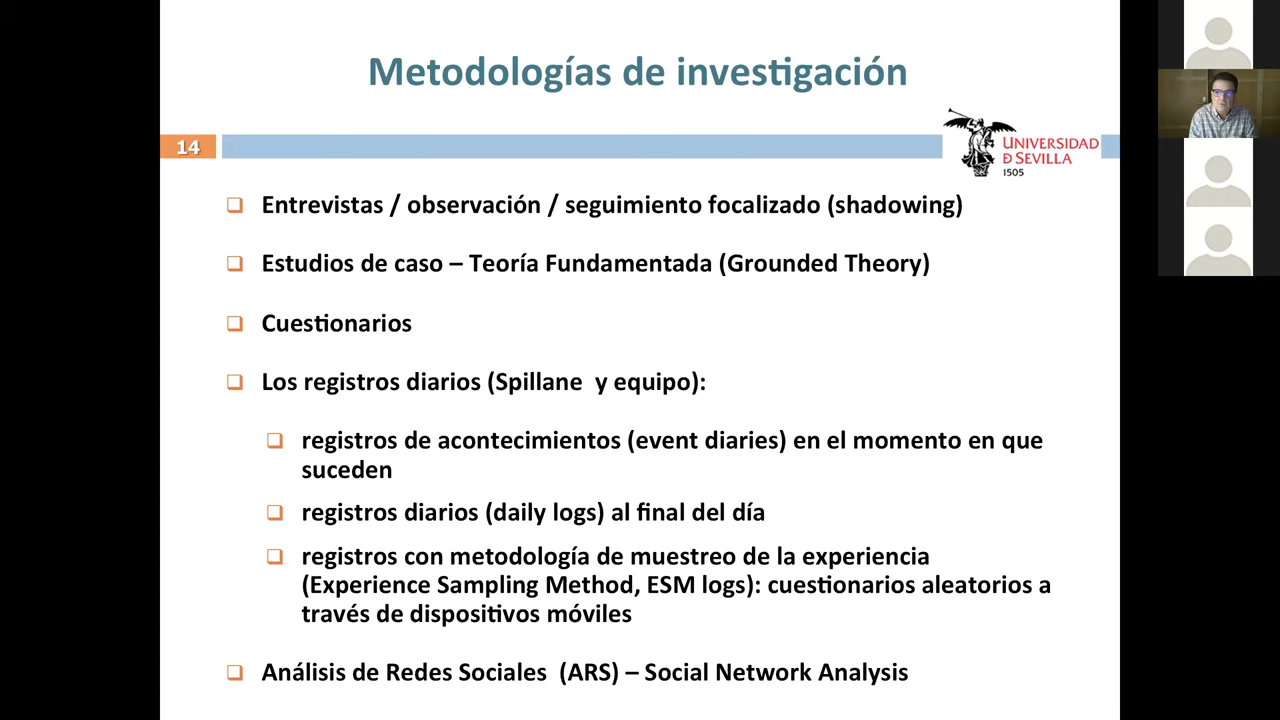 Metodologías de investigación
14
UNIVERSIDAD
D SEVILLA
1505
Entrevistas / observación / seguimiento focalizado (shadowing)
Estudios de caso – Teoría Fundamentada (Grounded Theory)
Cuestionarios
Los registros diarios (Spillane  y equipo):
registros de acontecimientos (event diaries) en el momento en que
suceden
registros diarios (daily logs) al final del día
registros con metodología de muestreo de la experiencia
(Experience Sampling Method, ESM logs): cuestionarios aleatorios a
través de dispositivos móviles
Análisis de Redes Sociales  (ARS) – Social Network Analysis